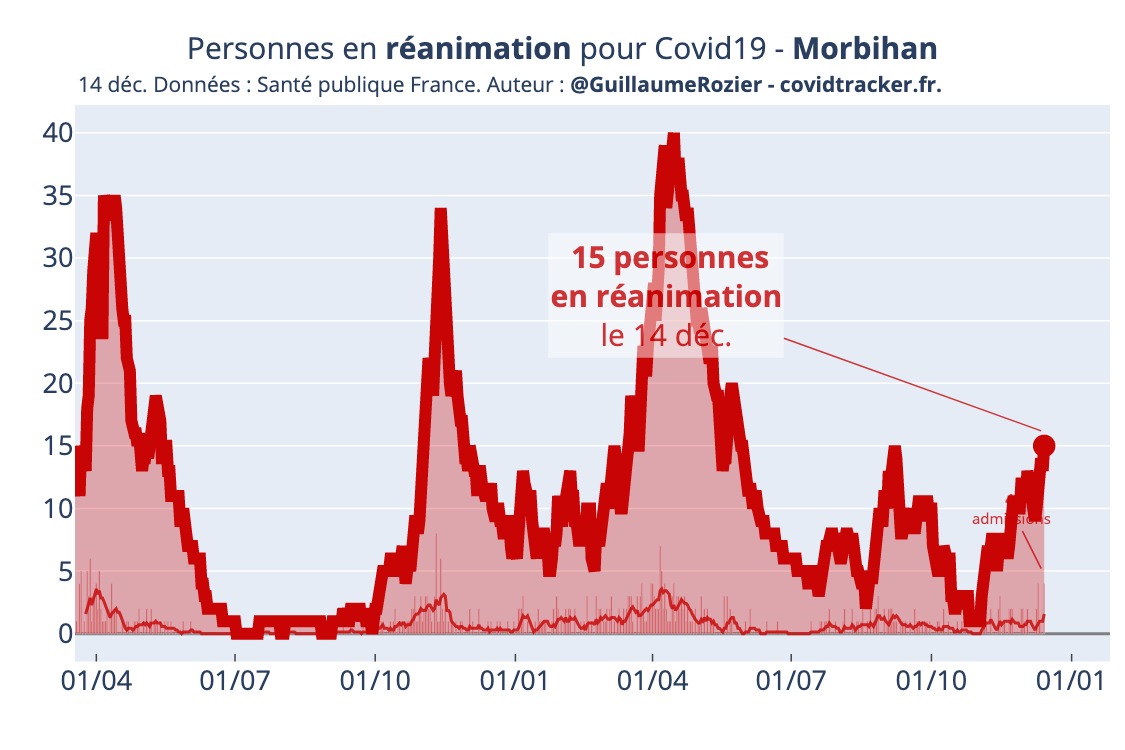 Personnes en réanimation pour Covid19 - Morbihan
14 déc. Données : Santé publique France. Auteur : @GuillaumeRozier - covidtracker.fr.
40
35
30
25
20
15
10
5
0
15 personnes
en réanimation
le 14 déc.
admissions
01/04 01/07 01/10 01/01 01/04 01/07 01/10 01/01